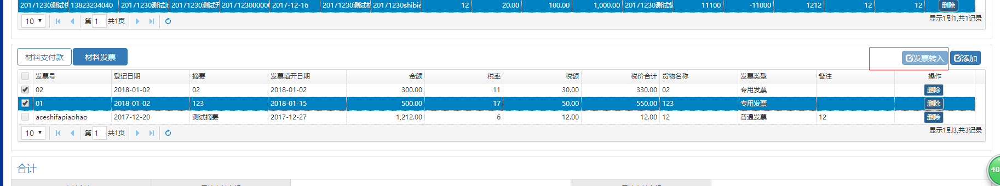 20171230测试供 13823234040 20171230测试地 20171230测试开 2017123000000 2017-12-16 20171230测试材 20171230shibie 12 20.00 100.00 1,000.00 20171230测试备 11100 -11000 1212 12 12 删除
10 第 1 共1页 显示1到1,共1记录
材料支付款 材料发票 发票转入 添加
发票号 登记日期 摘要 发票填开日期 金额 税率 税额 税价合计 货物名称 发票类型 备注 操作
02 2018-01-02 02 2018-01-02 300.00 11 30.00 330.00 02 专用发票 删除
01 2018-01-02 123 2018-01-15 500.00 17 50.00 550.00 123 专用发票 删除
aceshifapiaohao 2017-12-20 测试摘要 2017-12-27 1,212.00 6 12.00 12.00 12 普通发票 12 删除
10 第 1 共1页 显示1到3,共3记录
合计
40